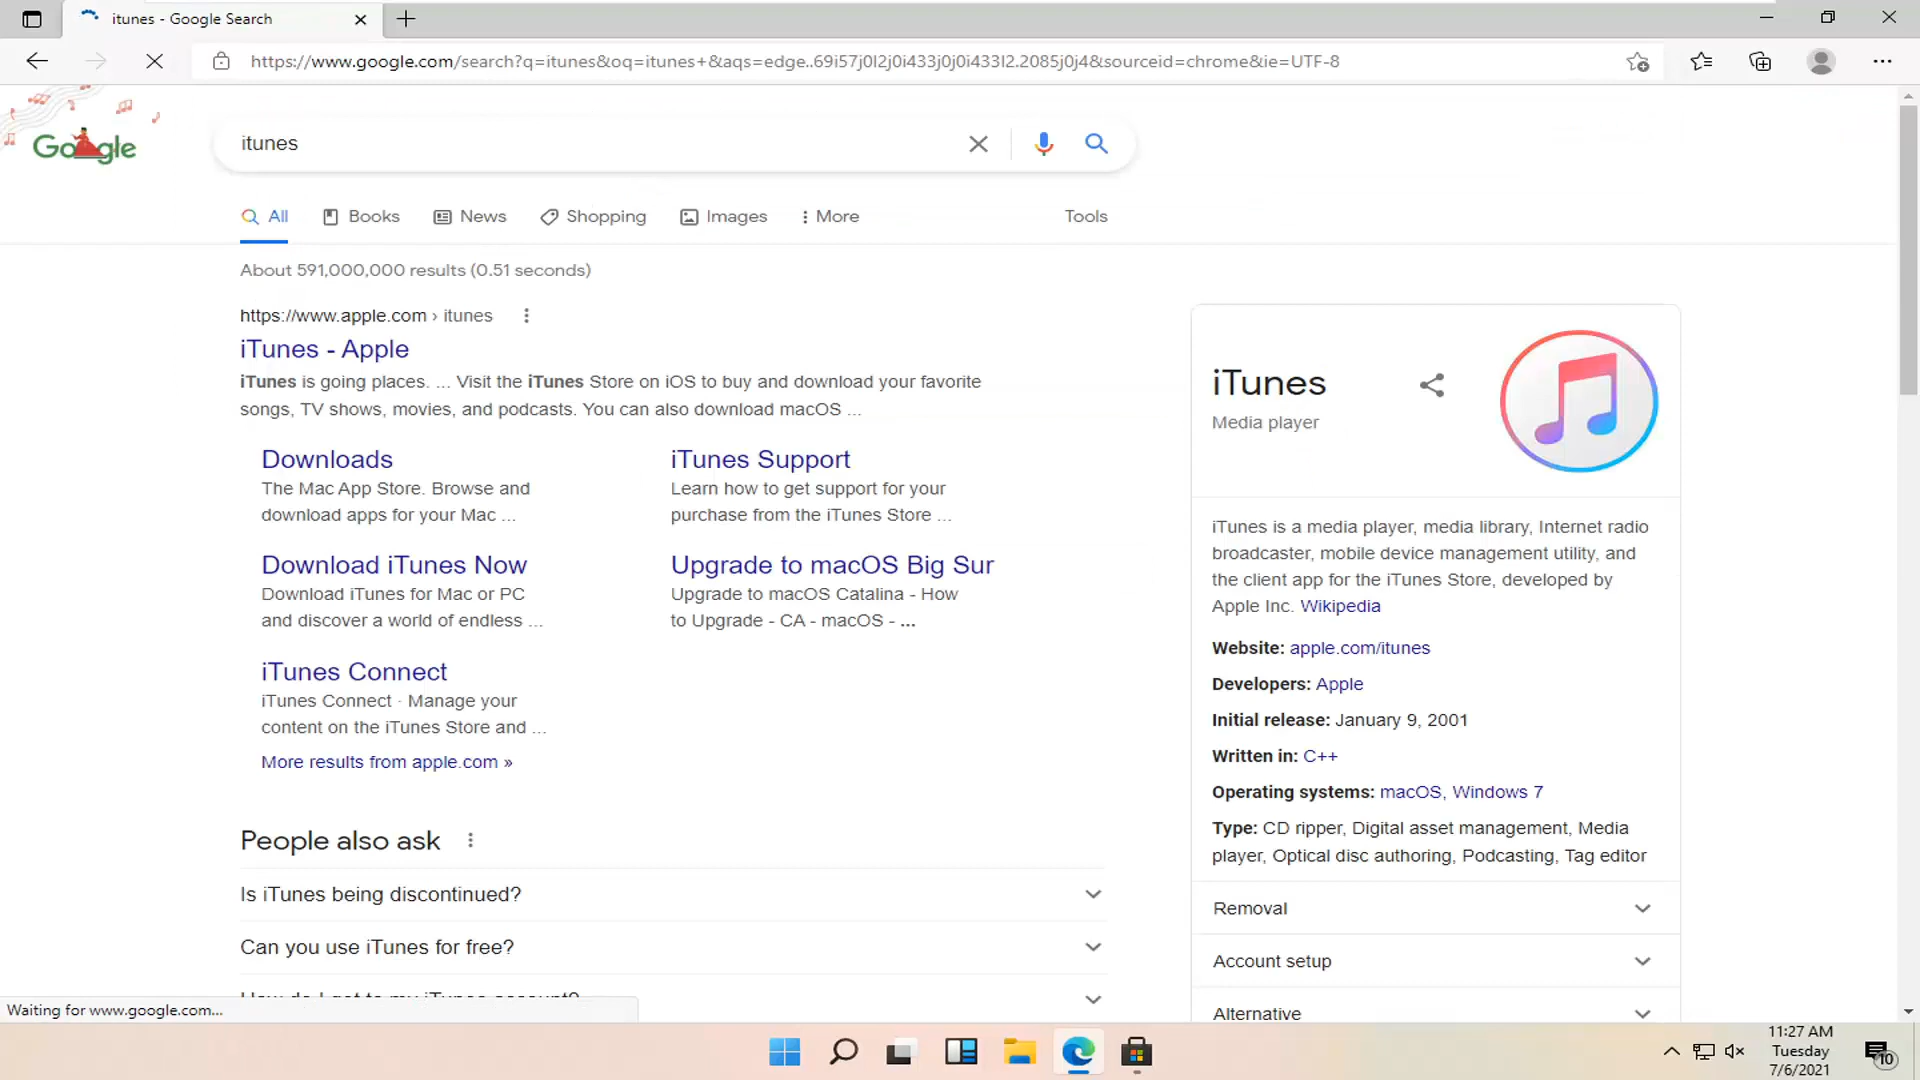 itunes - Google Search
https://www.google.com/search?q=itunes&oq=itunes+&aqs=edge..69i57j0l2j0i433j0j0i433l2.2085j0j4&sourceid=chrome&ie=UTF-8
Google
itunes
All
Books
News
Shopping
Images
More
Tools
About 591,000,000 results (0.51 seconds)
https://www.apple.com › itunes
iTunes - Apple
iTunes is going places. ... Visit the iTunes Store on iOS to buy and download your favorite
songs, TV shows, movies, and podcasts. You can also download macOS ...
Downloads
The Mac App Store. Browse and
download apps for your Mac ...
iTunes Support
Learn how to get support for your
purchase from the iTunes Store ...
Download iTunes Now
Download iTunes for Mac or PC
and discover a world of endless ...
Upgrade to macOS Big Sur
Upgrade to macOS Catalina - How
to Upgrade - CA - macOS - ...
iTunes Connect
iTunes Connect · Manage your
content on the iTunes Store and ...
More results from apple.com »
People also ask
Is iTunes being discontinued?
Can you use iTunes for free?
How do I get to my iTunes account?
iTunes
Media player
iTunes is a media player, media library, Internet radio
broadcaster, mobile device management utility, and
the client app for the iTunes Store, developed by
Apple Inc. Wikipedia
Website: apple.com/itunes
Developers: Apple
Initial release: January 9, 2001
Written in: C++
Operating systems: macOS, Windows 7
Type: CD ripper, Digital asset management, Media
player, Optical disc authoring, Podcasting, Tag editor
Removal
Account setup
Alternative
Waiting for www.google.com...
11:27 AM
Tuesday
7/6/2021
10